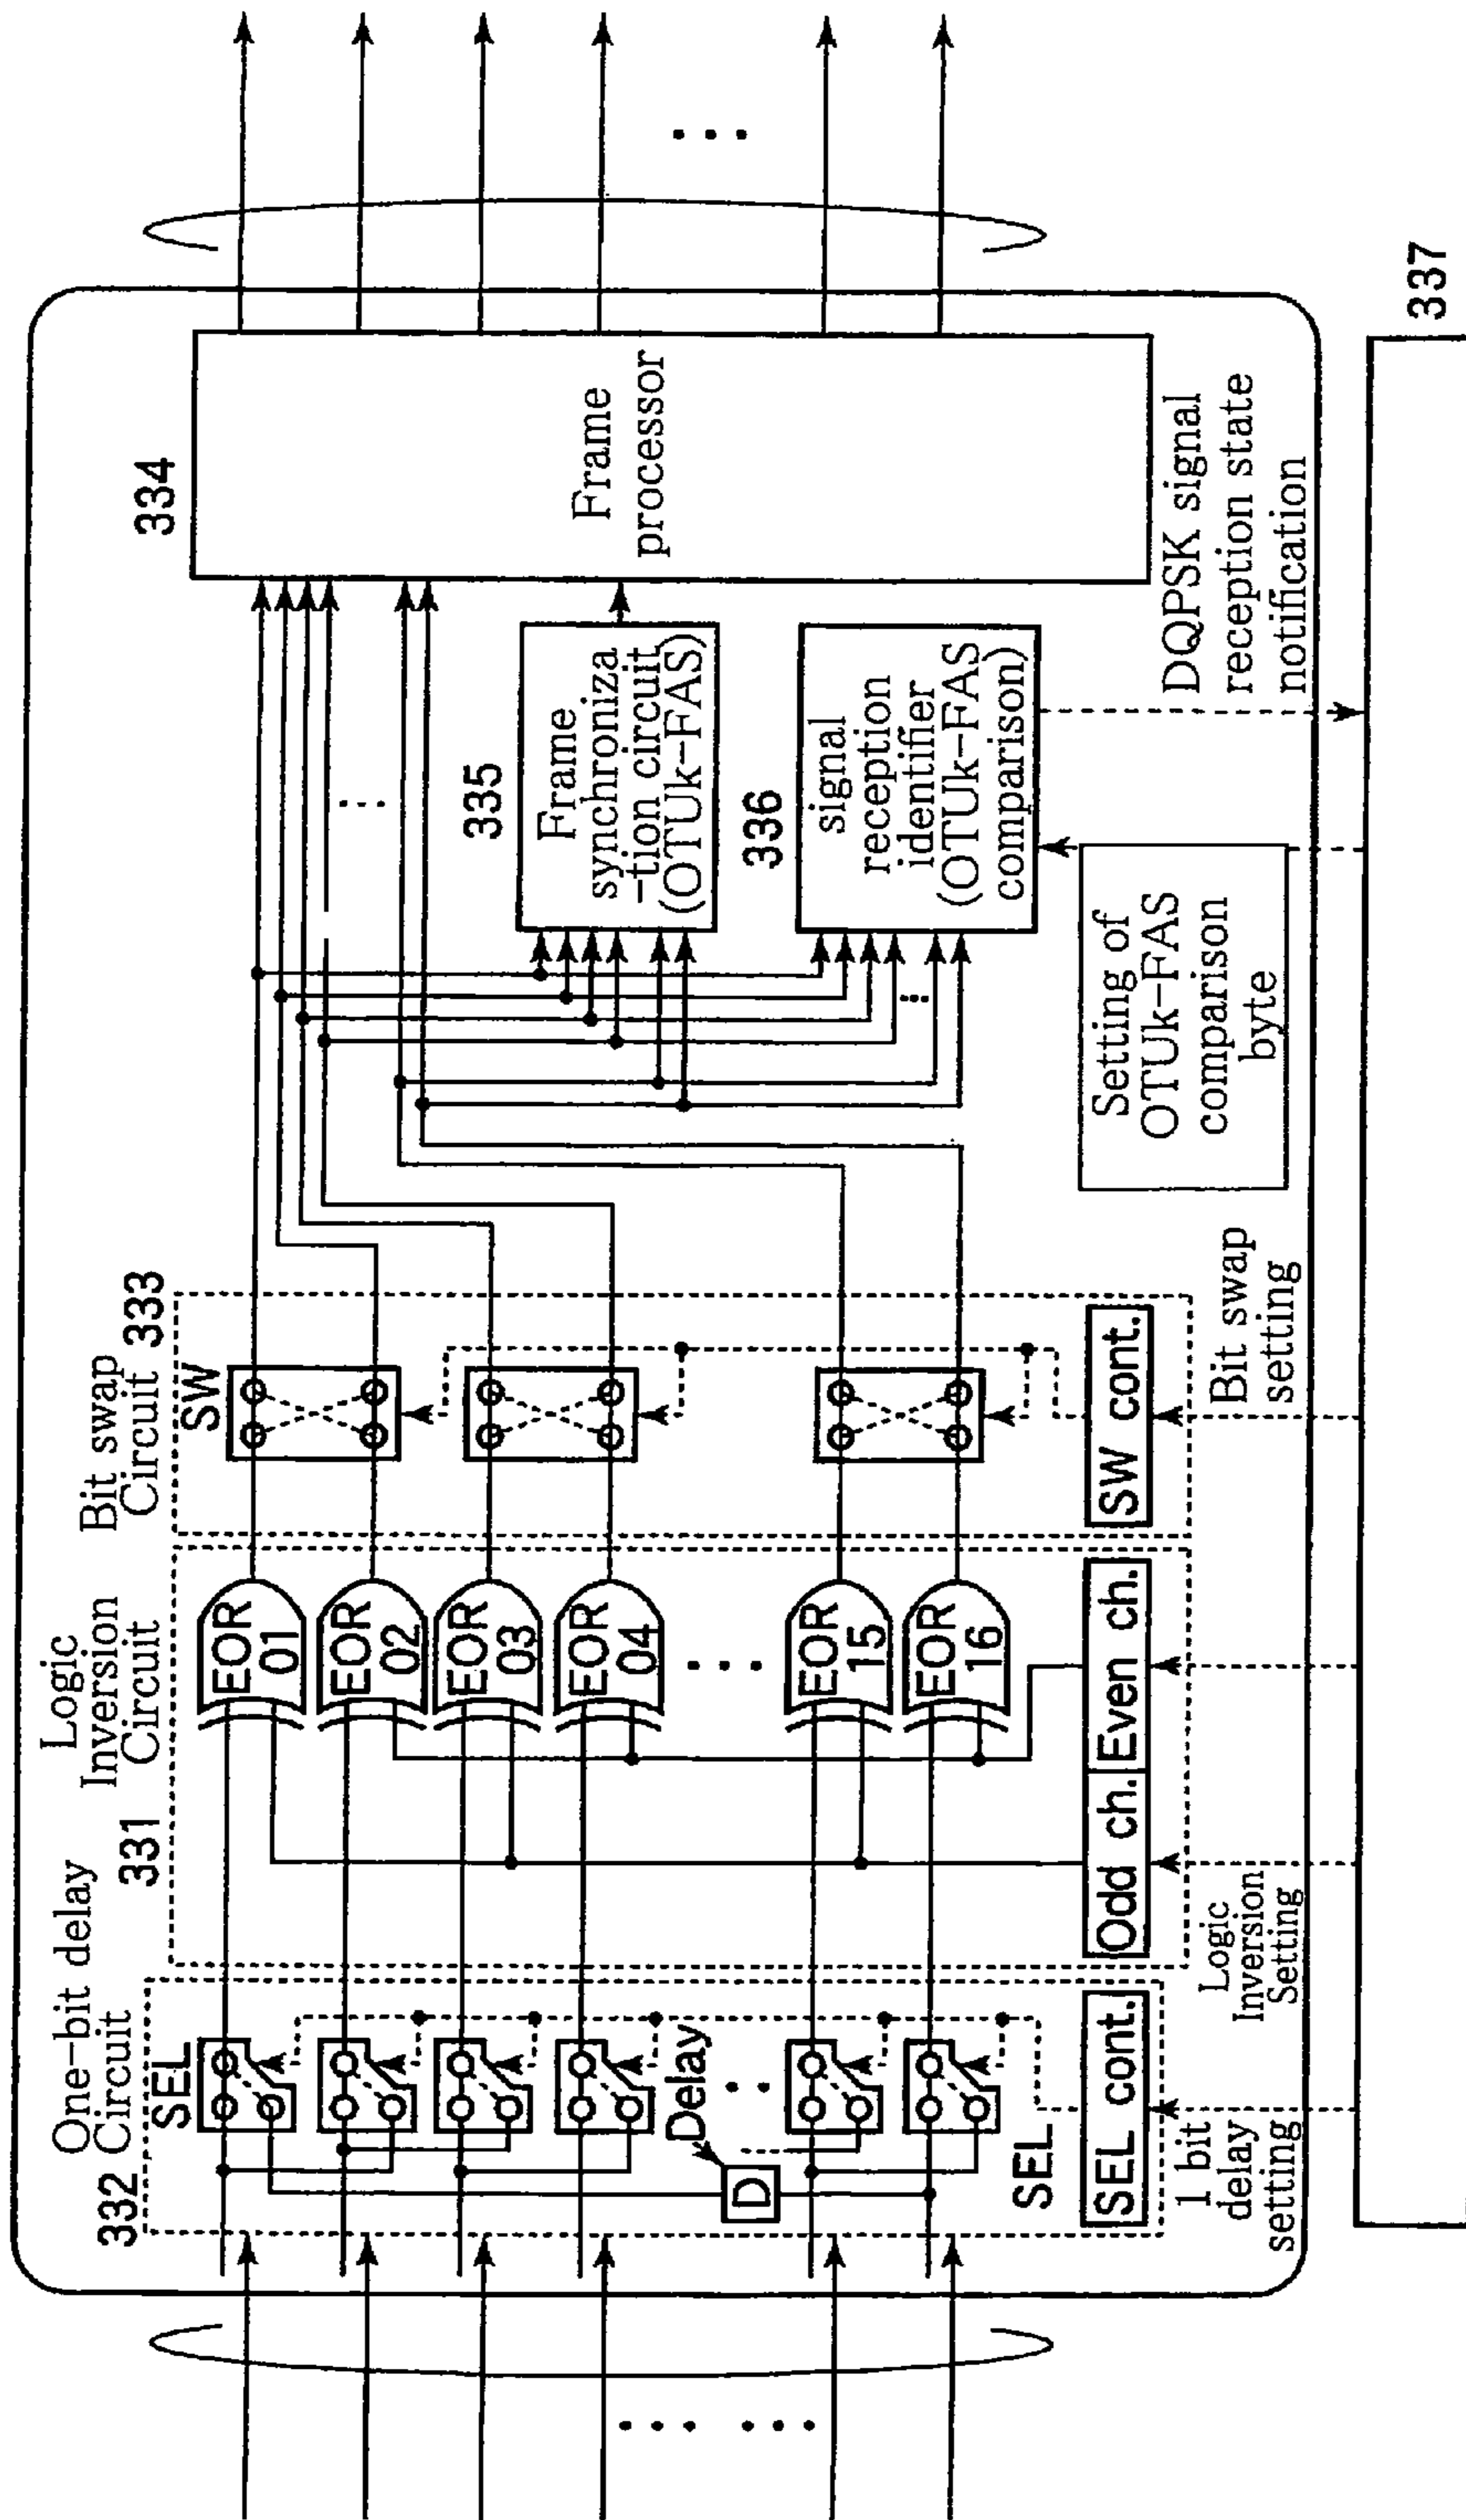 One-bit delay
Circuit
332
SEL
Delay
D
SEL
SEL cont.
1 bit
delay
setting
Logic
Inversion
Circuit
331
EOR
01
EOR
02
EOR
03
EOR
04
EOR
15
EOR
16
Odd ch.
Even ch.
Logic
Inversion
Setting
Bit swap
Circuit
333
SW
SW cont.
Bit swap
setting
334
Frame
processor
335
Frame
synchroniza
-tion circuit
(OTUk-FAS)
336
signal
reception
identifier
(OTUk-FAS
comparison)
Setting of
OTUk-FAS
comparison
byte
DQPSK signal
reception state
notification
337